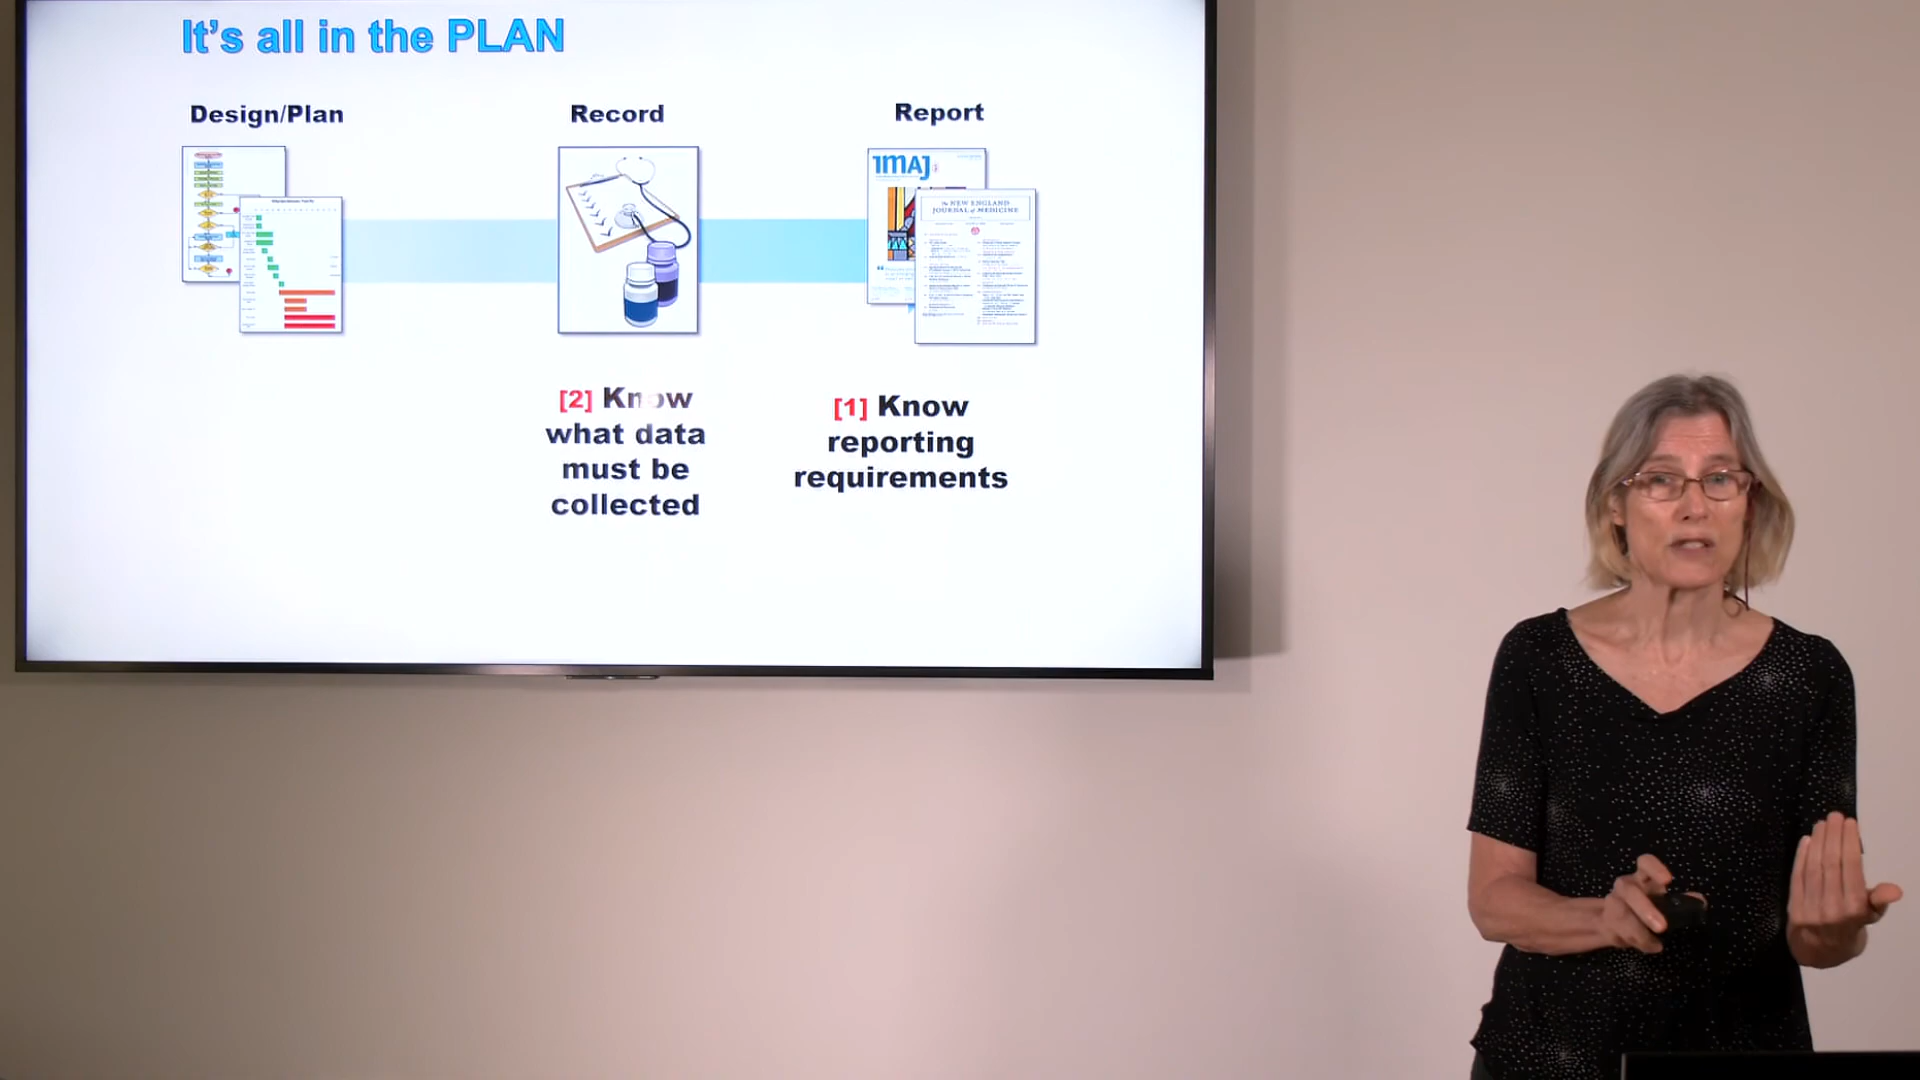 It's all in the PLAN
Design/Plan
Record
Report
IMAJ
The NEW ENGLAND
JOURNAL of MEDICINE
[2] Know
what data
must be
collected
[1] Know
reporting
requirements